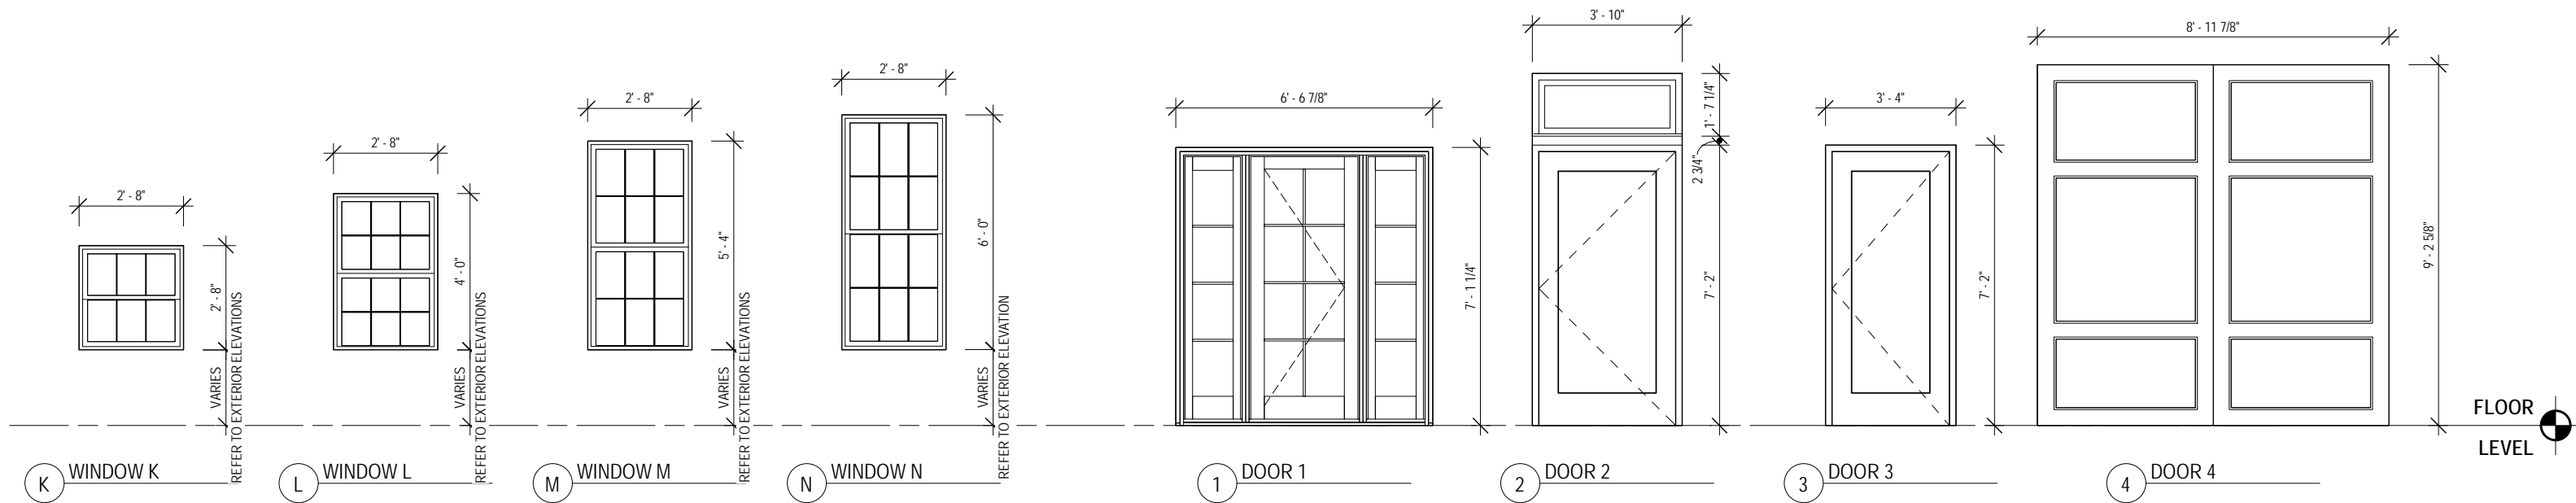 2' - 8"
2' - 8"
VARIES
REFER TO EXTERIOR ELEVATIONS
K
WINDOW K
2' - 8"
4' - 0"
VARIES
REFER TO EXTERIOR ELEVATIONS
L
WINDOW L
2' - 8"
5' - 4"
VARIES
REFER TO EXTERIOR ELEVATIONS
M
WINDOW M
2' - 8"
6' - 0"
VARIES
REFER TO EXTERIOR ELEVATION
N
WINDOW N
6' - 6 7/8"
7' - 1 1/4"
1
DOOR 1
3' - 10"
1' - 7 1/4"
2 3/4"
7' - 2"
2
DOOR 2
3' - 4"
7' - 2"
3
DOOR 3
8' - 11 7/8"
9' - 2 5/8"
4
DOOR 4
FLOOR
LEVEL